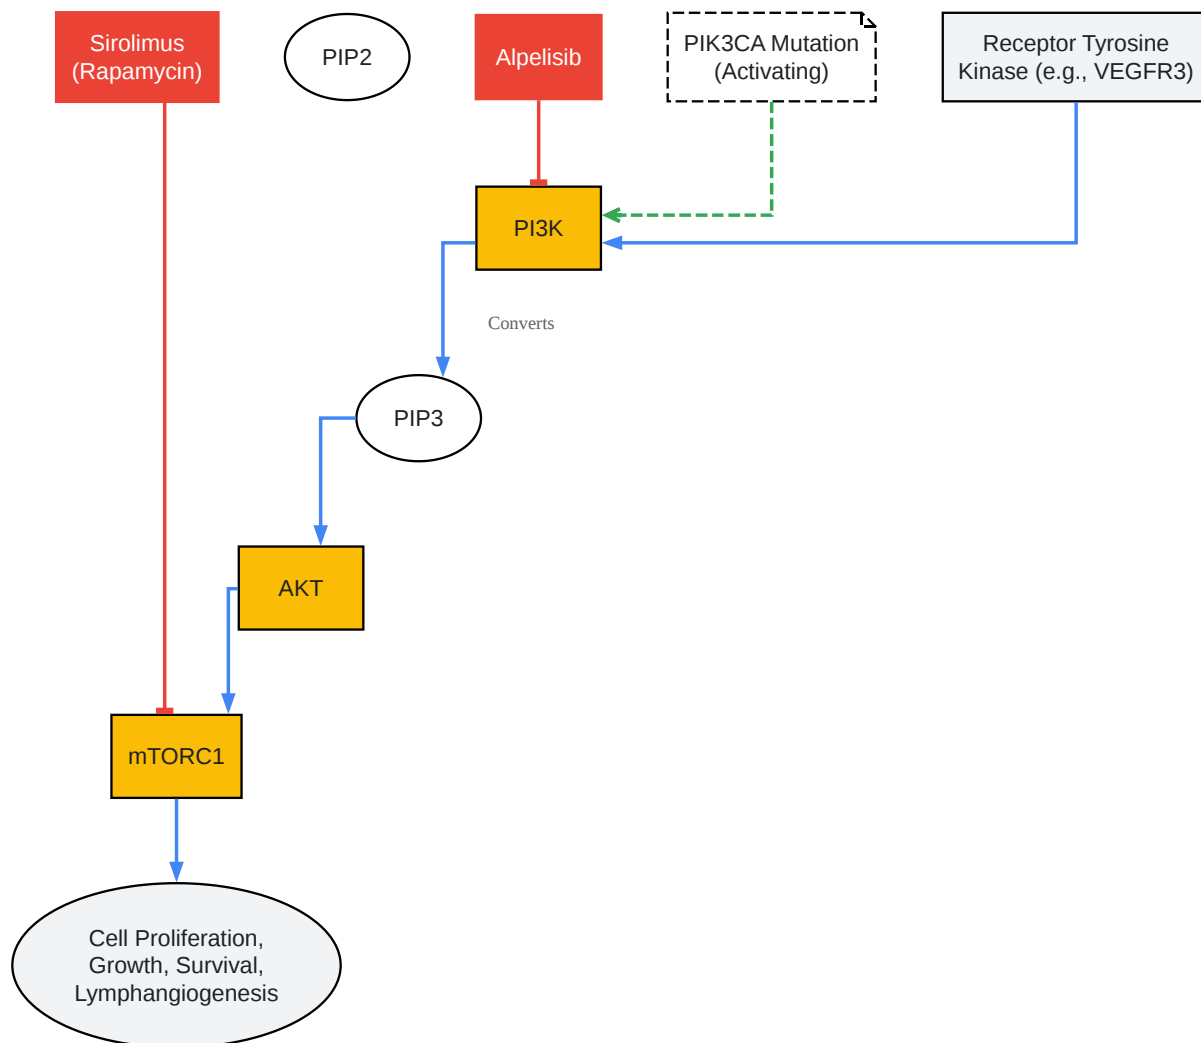 Sirolimus
(Rapamycin)
PIP2
Alpelisib
PIK3CA Mutation
(Activating)
Receptor Tyrosine
Kinase (e.g., VEGFR3)
PI3K
Converts
PIP3
AKT
mTORC1
Cell Proliferation,
Growth, Survival,
Lymphangiogenesis